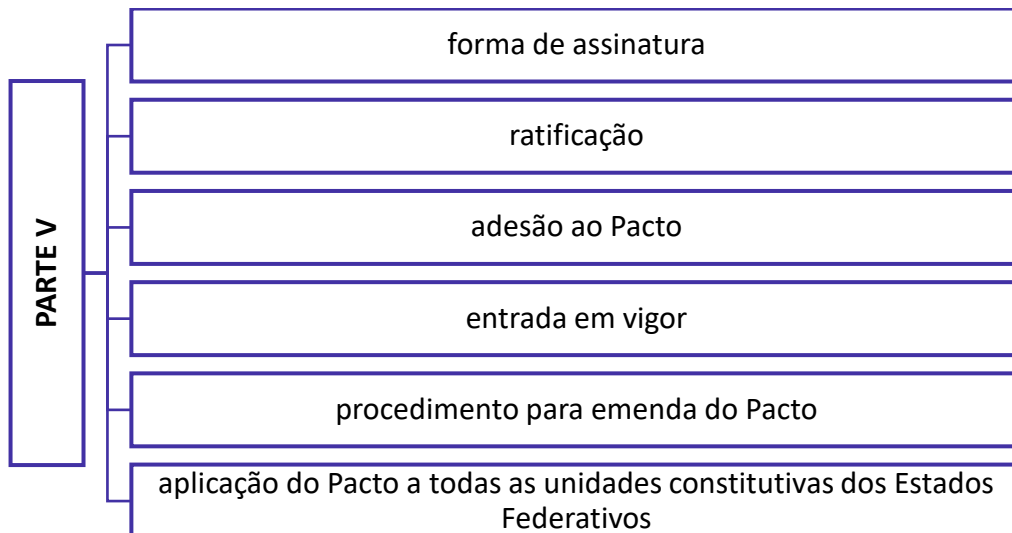 PARTE V
forma de assinatura
ratificação
adesão ao Pacto
entrada em vigor
procedimento para emenda do Pacto
aplicação do Pacto a todas as unidades constitutivas dos Estados
Federativos